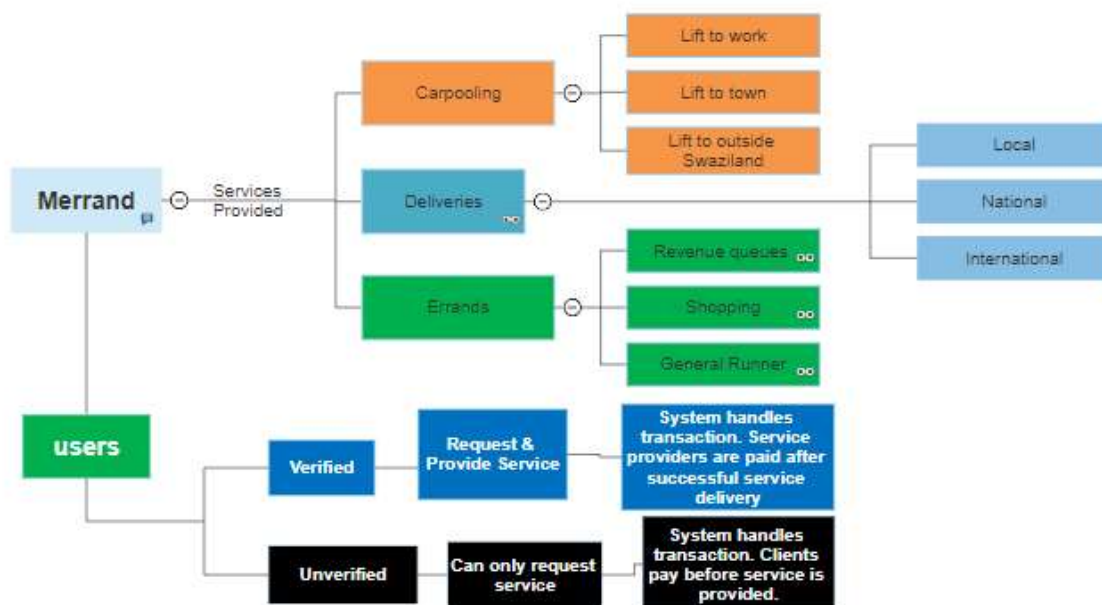 Merrand
Services
Provided
Carpooling
Lift to work
Lift to town
Lift to outside
Swaziland
Deliveries
Local
National
International
Errands
Revenue queues
Shopping
General Runner
users
Verified
Request &
Provide Service
System handles
transaction. Service
providers are paid after
successful service
delivery
Unverified
Can only request
service
System handles
transaction. Clients
pay before service is
provided.